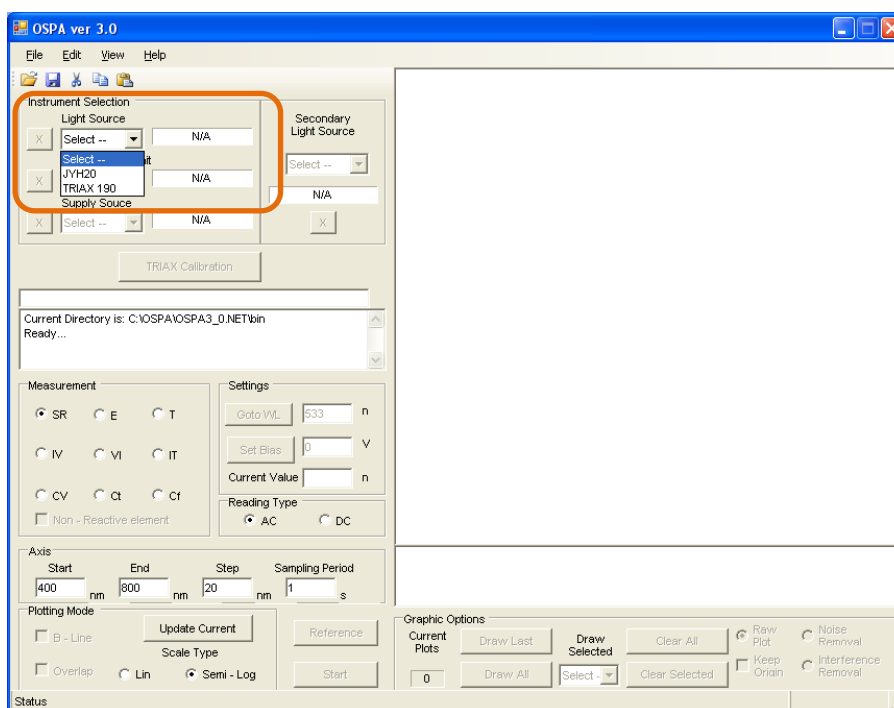 OSPA ver 3.0
File Edit View Help
Instrument Selection
Light Source
X Select -- N/A
Select --
JYH20
TRIAX 190
it
X N/A
Supply Souce
X Select -- N/A
Secondary
Light Source
Select --
N/A
X
TRIAX Calibration
Current Directory is: C:\OSPA\OSPA3_0.NET\bin
Ready...
Measurement
SR E T
IV VI IT
CV Ct Cf
Non - Reactive element
Settings
Goto WL 533 n
Set Bias 0 V
Current Value n
Reading Type
AC DC
Axis
Start End Step Sampling Period
400 nm 800 nm 20 nm 1 s
Plotting Mode
B - Line Update Current
Scale Type
Overlap Lin Semi - Log
Reference
Start
Graphic Options
Current
Plots
0
Draw Last
Draw All
Draw
Selected
Select -
Clear All
Clear Selected
Raw
Plot
Keep
Origin
Noise
Removal
Interference
Removal
Status